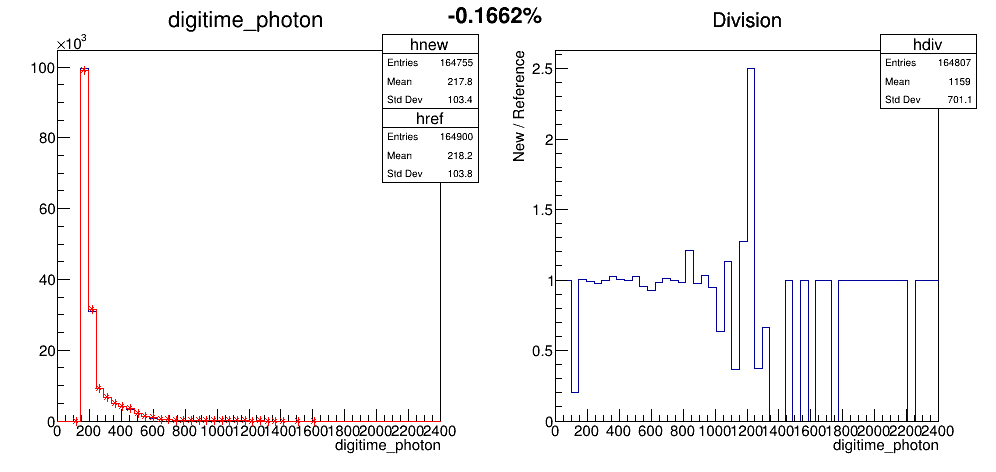 -0.1662%
digitime_photon
×10³
hnew
Entries 164755
Mean 217.8
Std Dev 103.4
href
Entries 164900
Mean 218.2
Std Dev 103.8
100
80
60
40
20
0
0 200 400 600 800 1000 1200 1400 1600 1800 2000 2200 2400
digitime_photon
Division
hdiv
Entries 164807
Mean 1159
Std Dev 701.1
New / Reference
2.5
2
1.5
1
0.5
0
0 200 400 600 800 1000 1200 1400 1600 1800 2000 2200 2400
digitime_photon